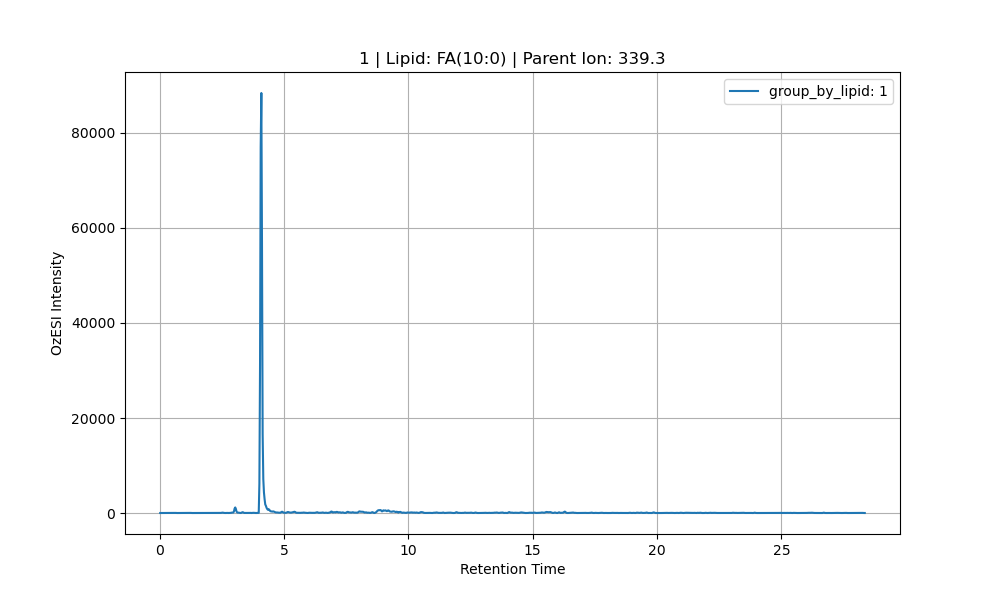 1 | Lipid: FA(10:0) | Parent Ion: 339.3
group_by_lipid: 1
80000
60000
40000
20000
0
OzESI Intensity
0 5 10 15 20 25
Retention Time